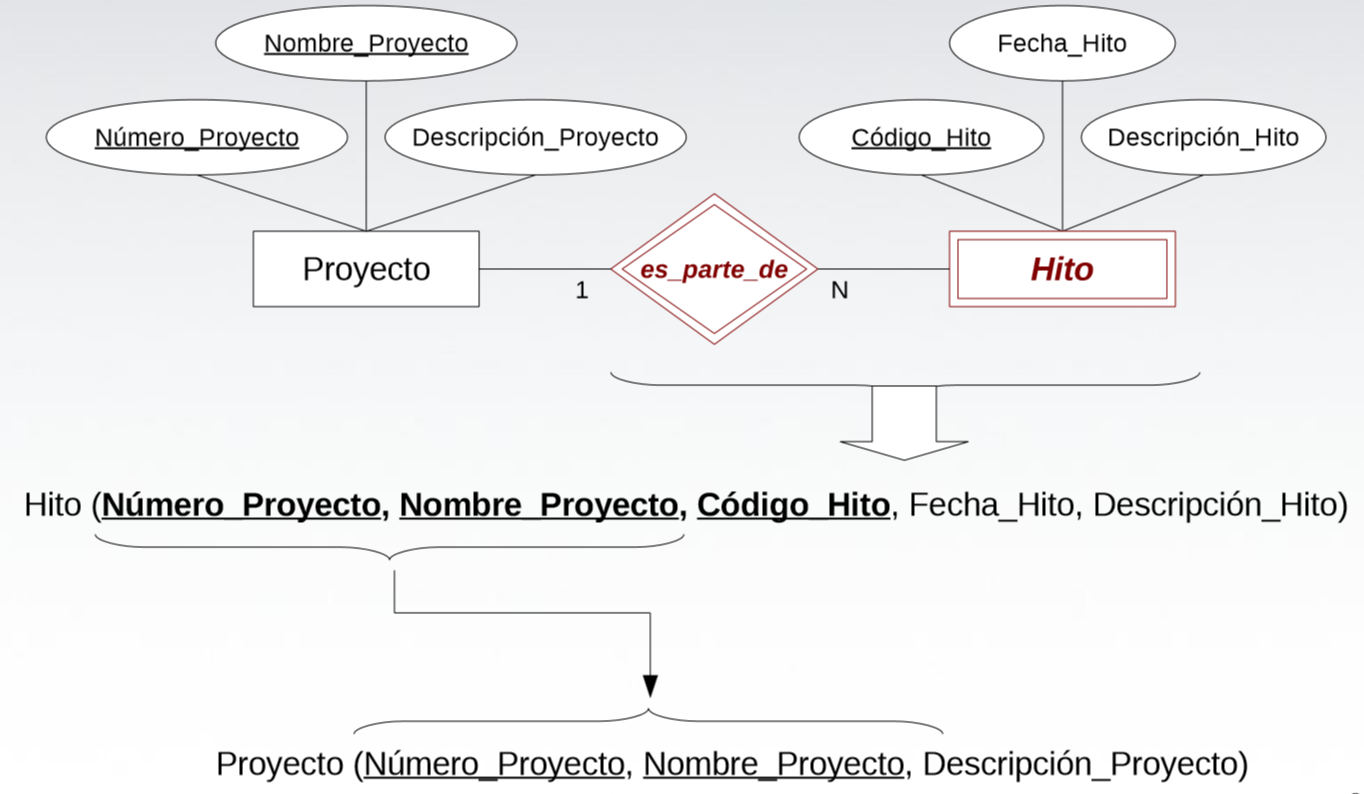 Nombre_Proyecto
Fecha_Hito
Número_Proyecto
Descripción_Proyecto
Código_Hito
Descripción_Hito
Proyecto
1
es_parte_de
N
Hito
Hito (Número_Proyecto, Nombre_Proyecto, Código_Hito, Fecha_Hito, Descripción_Hito)
Proyecto (Número_Proyecto, Nombre_Proyecto, Descripción_Proyecto)